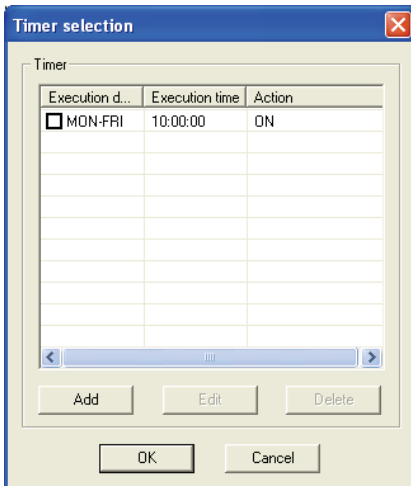 Timer selection
Timer
Execution d... Execution time Action
MON-FRI 10:00:00 ON
Add Edit Delete
OK Cancel